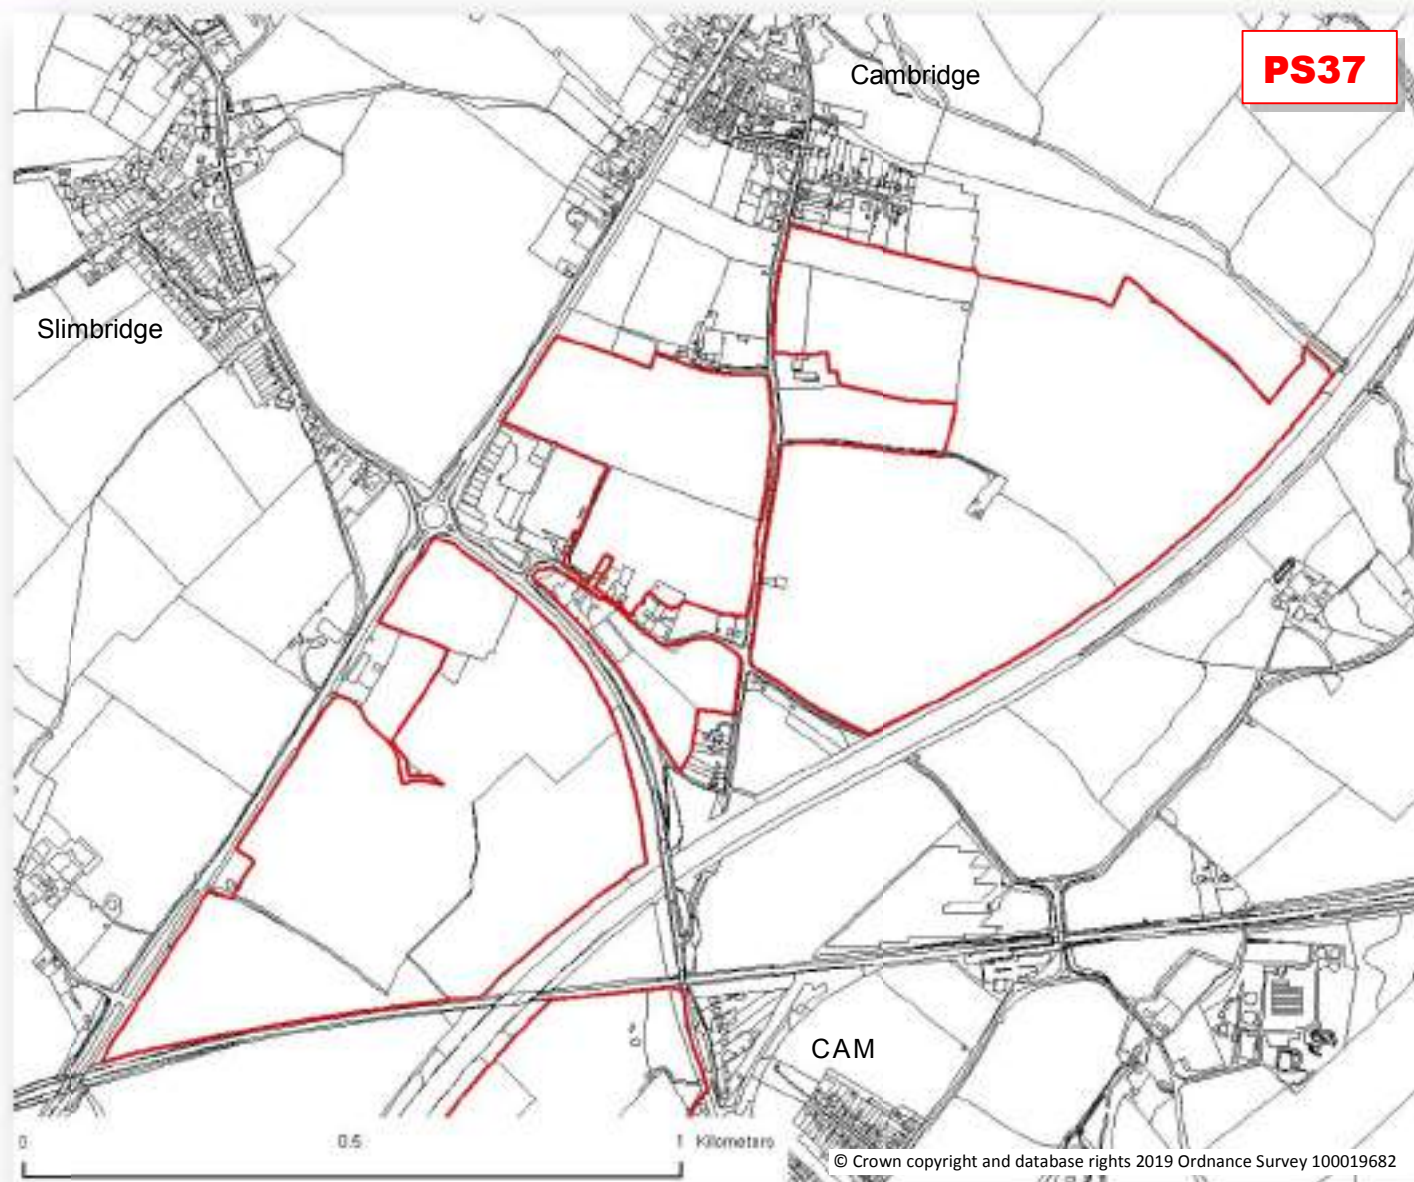 Cambridge
PS37
Slimbridge
CAM
0 0.5 1 Kilometers
© Crown copyright and database rights 2019 Ordnance Survey 100019682